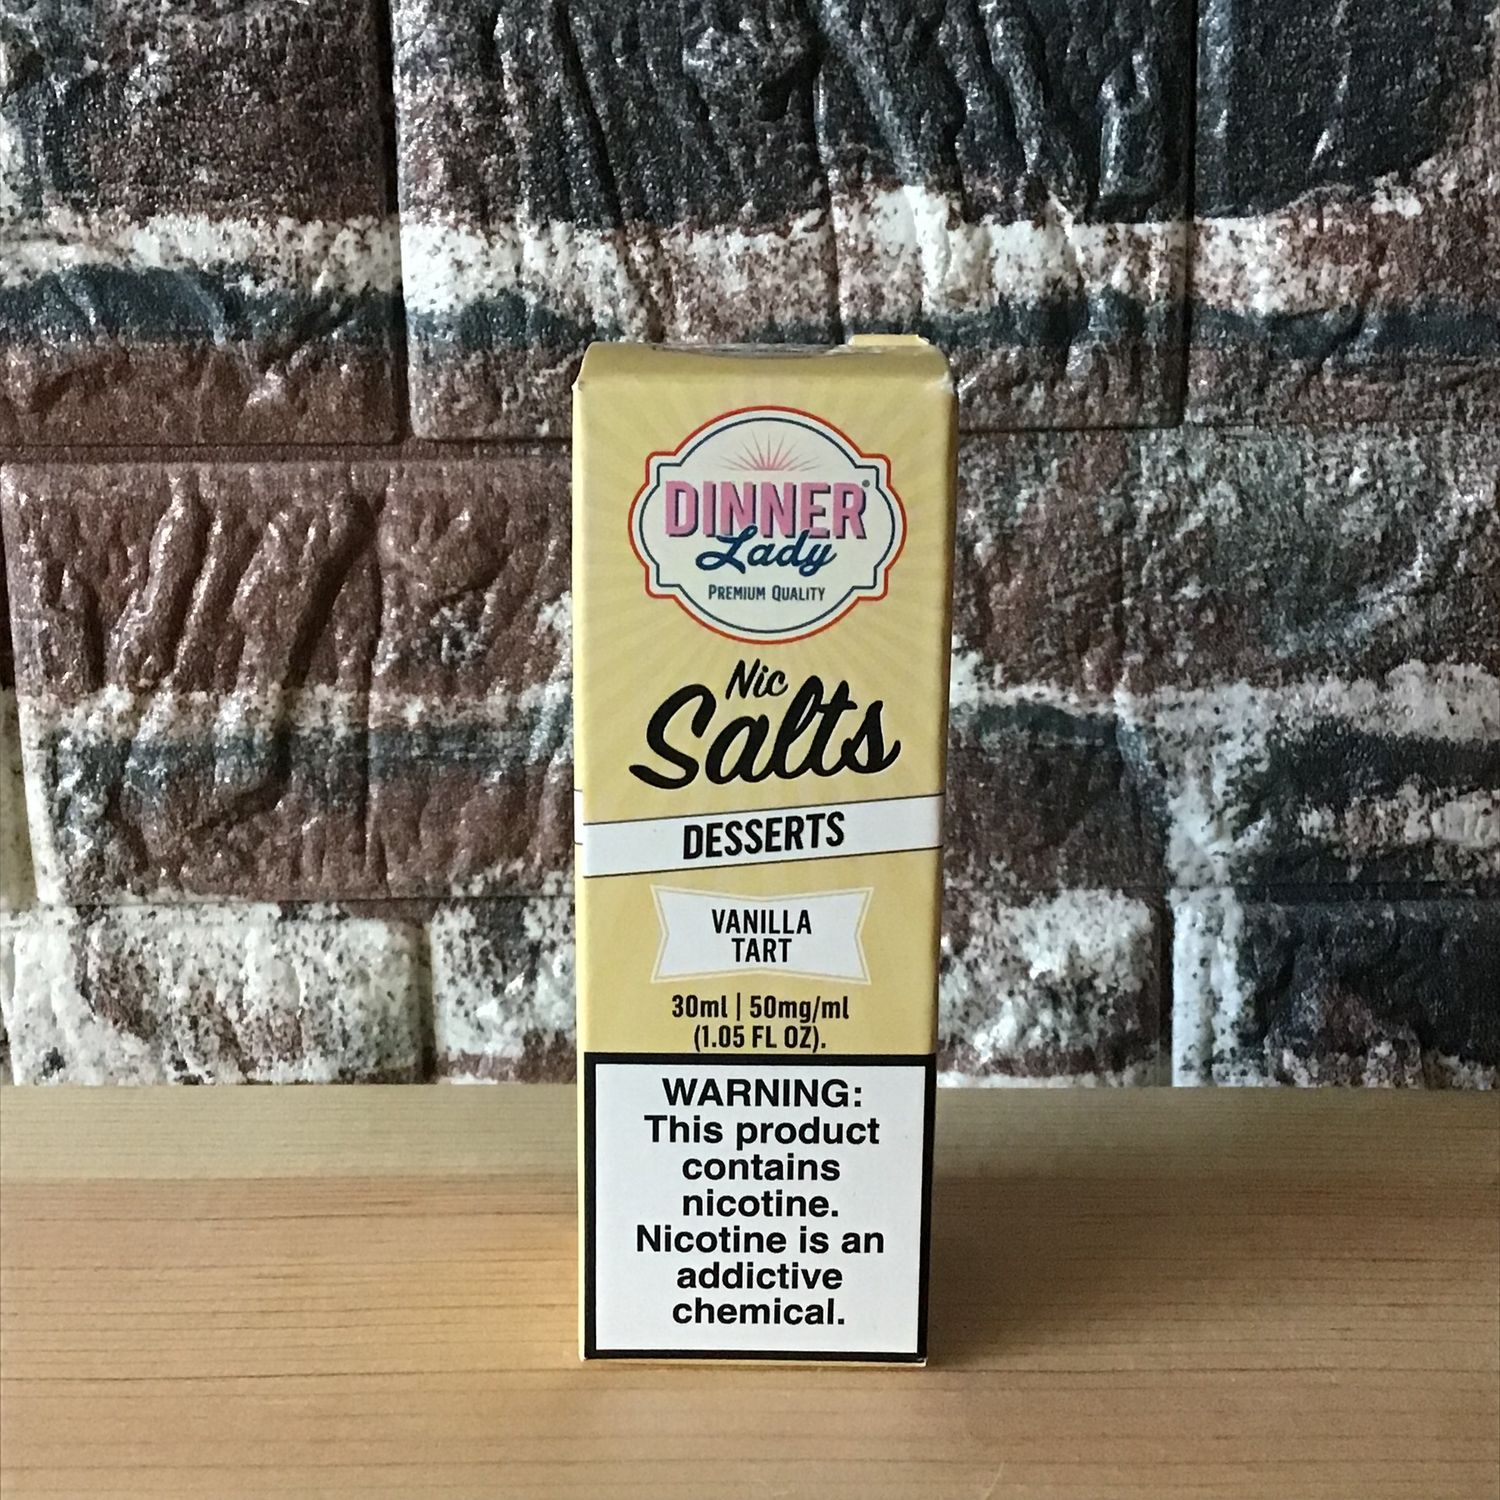 DINNER®
Lady
PREMIUM QUALITY
Nic
Salts
DESSERTS
VANILLA
TART
30ml | 50mg/ml
(1.05 FL OZ).
WARNING:
This product
contains
nicotine.
Nicotine is an
addictive
chemical.